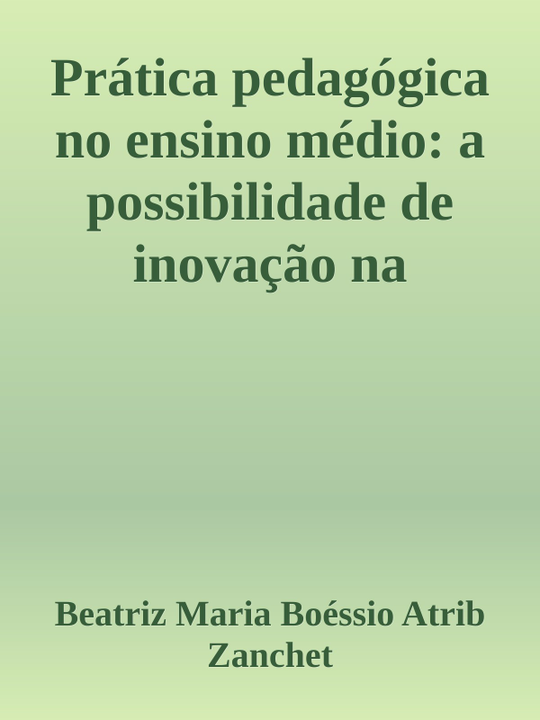 Prática pedagógica
no ensino médio: a
possibilidade de
inovação na
Beatriz Maria Boéssio Atrib
Zanchet